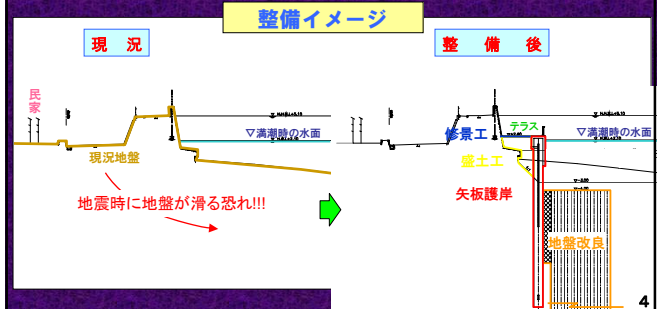 整備イメージ
現 況
整 備 後
民家
▽満潮時の水面
現況地盤
地震時に地盤が滑る恐れ!!!
テラス
修景工
▽満潮時の水面
盛土工
矢板護岸
地盤改良
4